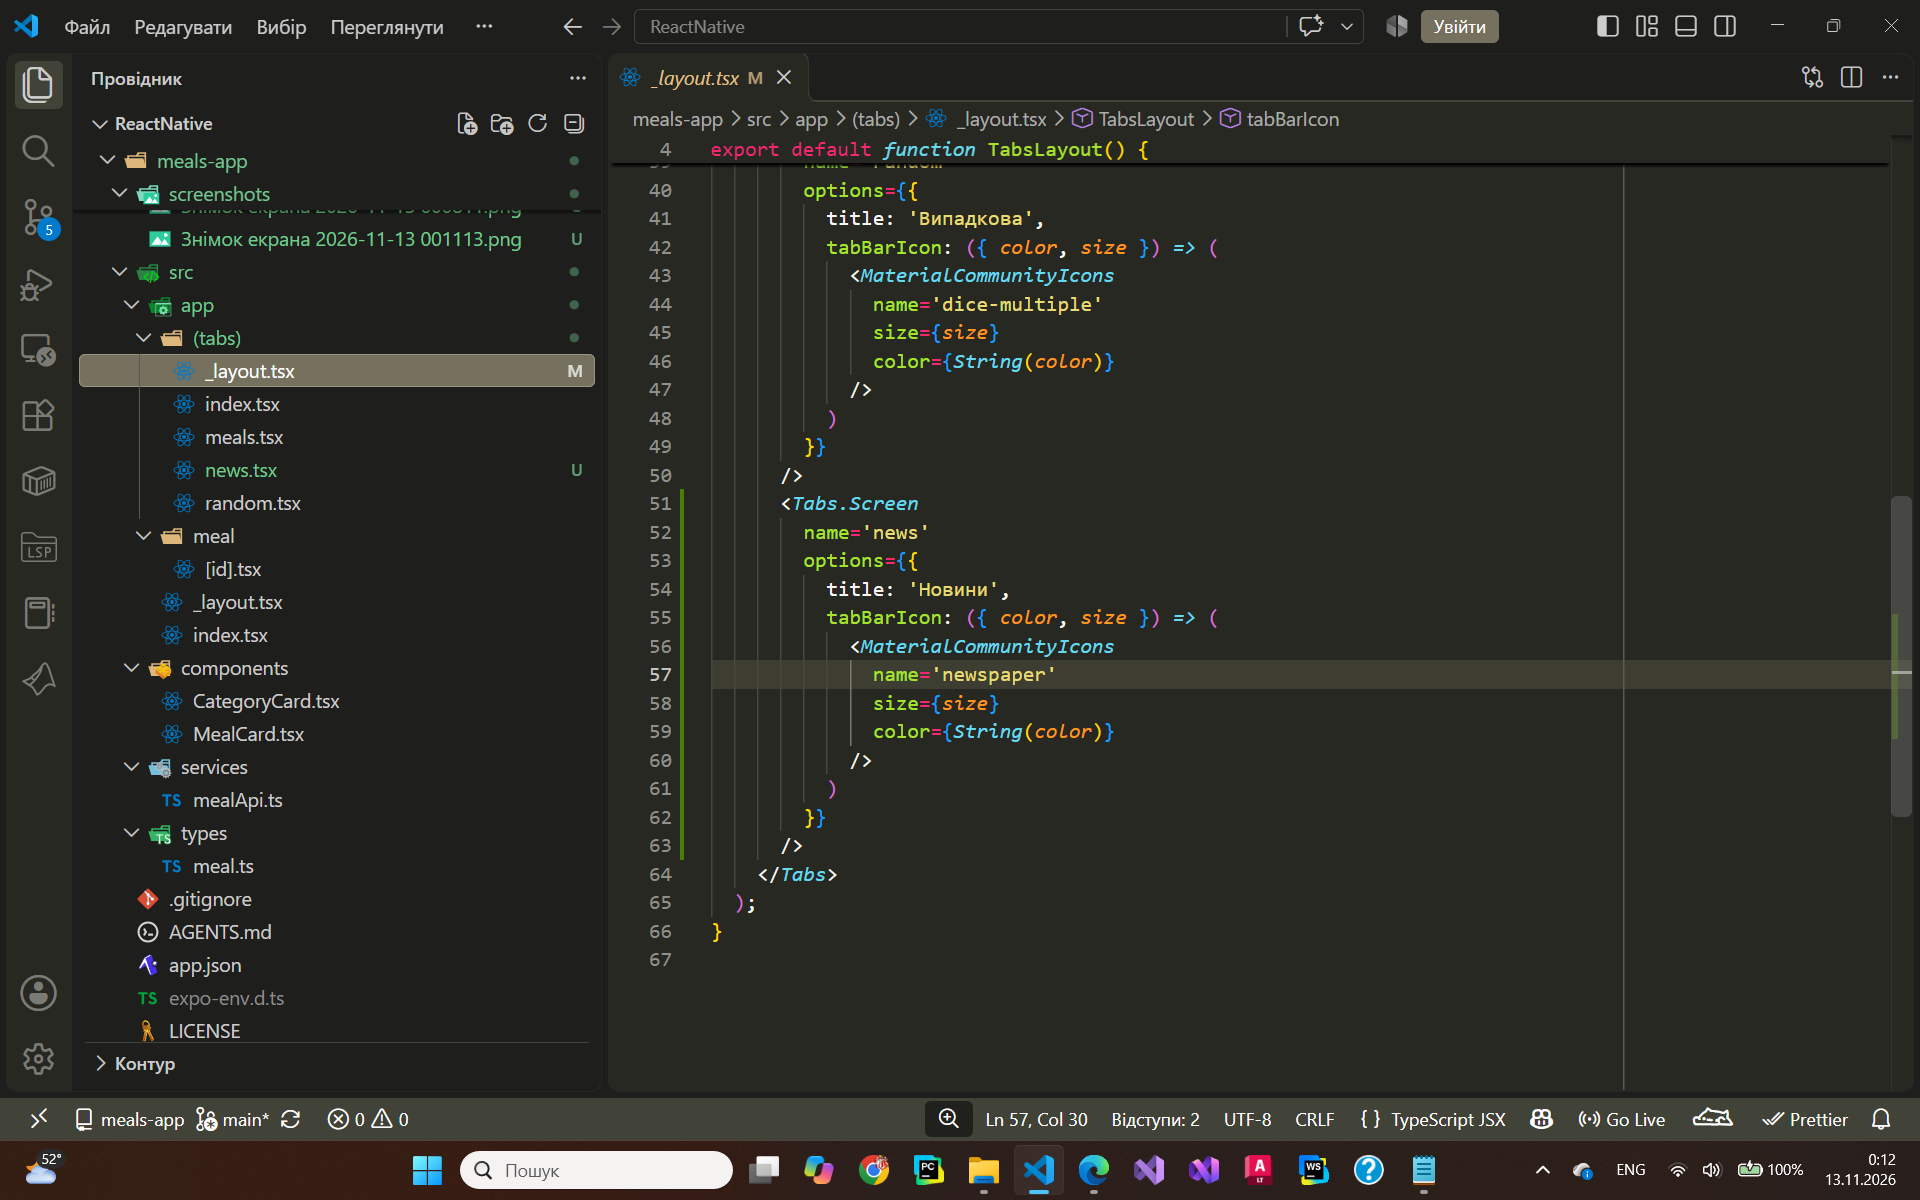 Файл Редагувати Вибір Переглянути ··· ReactNative Увійти
Провідник ···
_layout.tsx M
ReactNative
meals-app > src > app > (tabs) > _layout.tsx > TabsLayout > tabBarIcon
meals-app
screenshots
Знімок екрана 2026-11-13 001113.png U
src
app
(tabs)
_layout.tsx M
index.tsx
meals.tsx
news.tsx U
random.tsx
meal
[id].tsx
_layout.tsx
index.tsx
components
CategoryCard.tsx
MealCard.tsx
services
TS mealApi.ts
types
TS meal.ts
.gitignore
AGENTS.md
app.json
TS expo-env.d.ts
LICENSE
Контур
5
LSP
4 export default function TabsLayout() {
40 options={{
41 title: 'Випадкова',
42 tabBarIcon: ({ color, size }) => (
43 <MaterialCommunityIcons
44 name='dice-multiple'
45 size={size}
46 color={String(color)}
47 />
48 )
49 }}
50 />
51 <Tabs.Screen
52 name='news'
53 options={{
54 title: 'Новини',
55 tabBarIcon: ({ color, size }) => (
56 <MaterialCommunityIcons
57 name='newspaper'
58 size={size}
59 color={String(color)}
60 />
61 )
62 }}
63 />
64 </Tabs>
65 );
66 }
67
meals-app main* 0 0 Ln 57, Col 30 Відступи: 2 UTF-8 CRLF { } TypeScript JSX Go Live Prettier
52° Пошук ENG 100% 0:12
13.11.2026